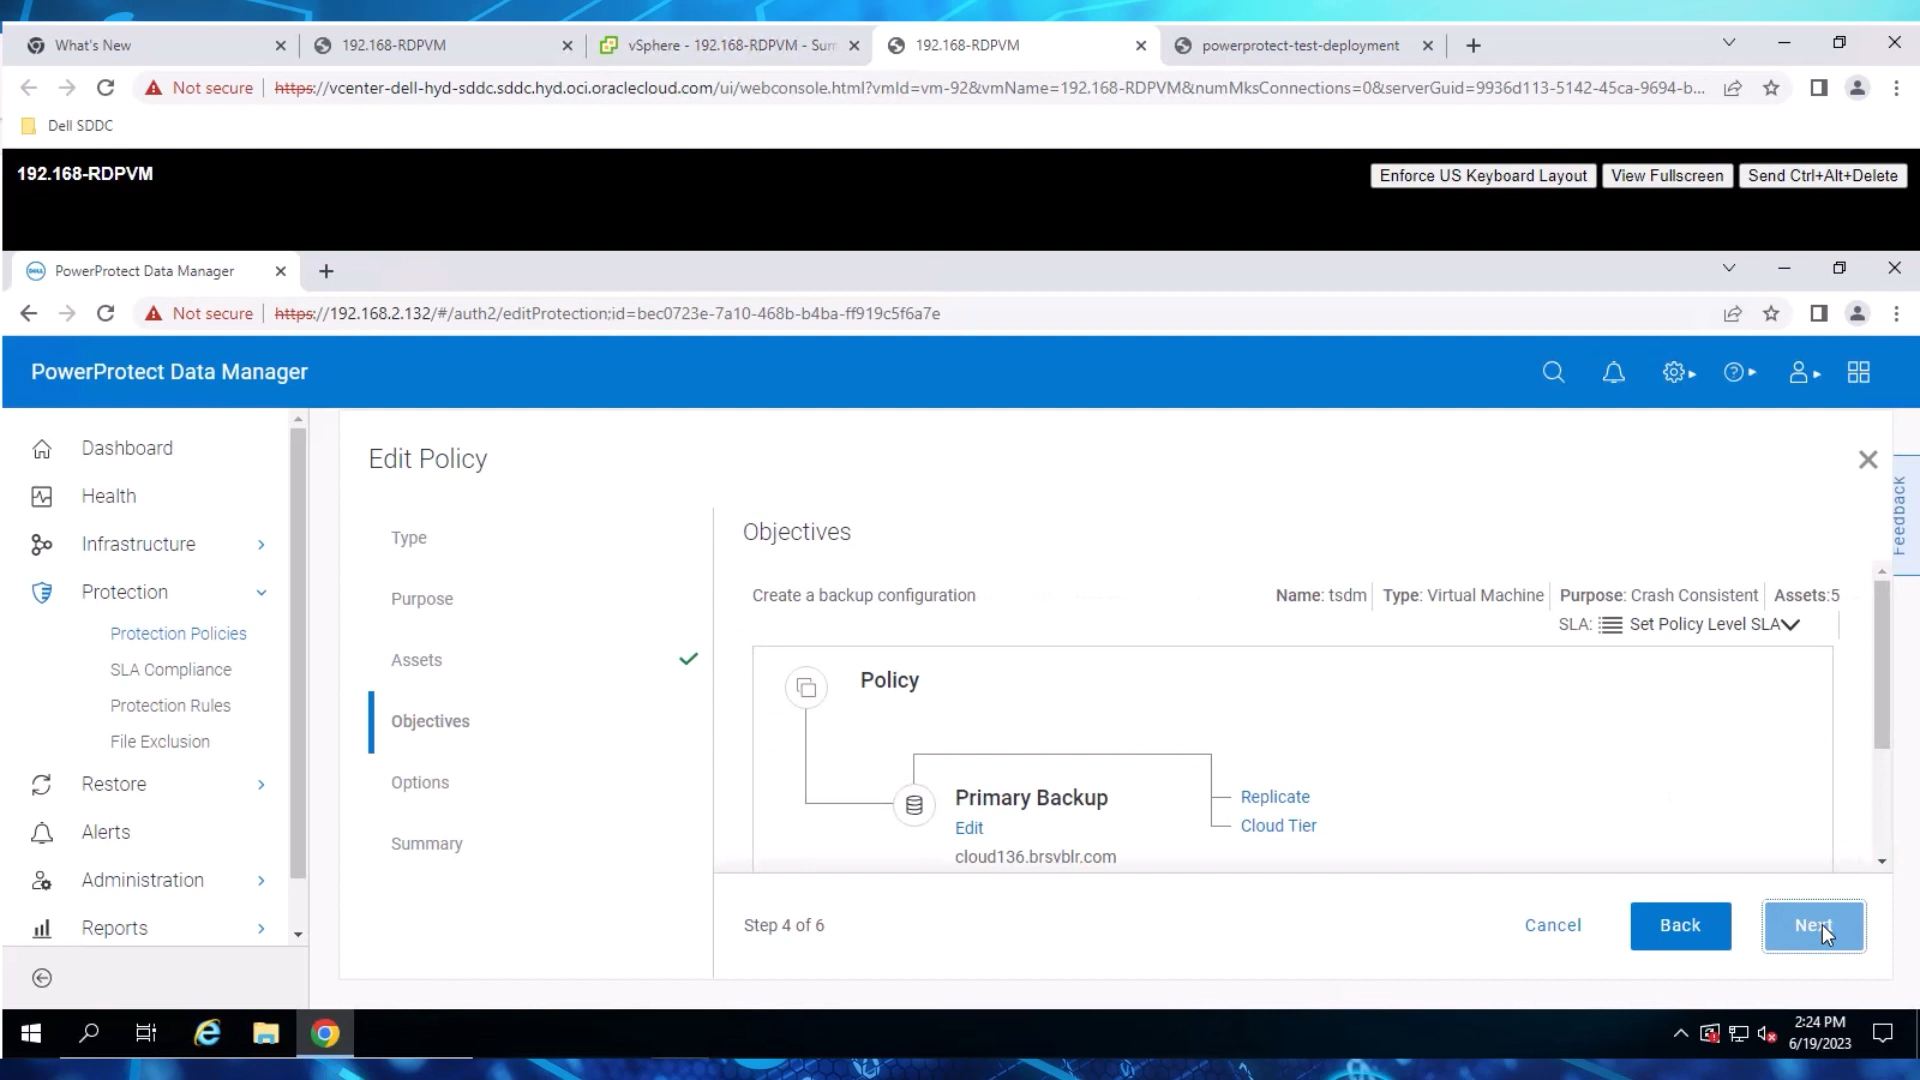 What's New
192.168-RDPVM
vSphere - 192.168-RDPVM - Sum
192.168-RDPVM
powerprotect-test-deployment
Not secure
https://vcenter-dell-hyd-sddc.sddc.hyd.oci.oraclecloud.com/ui/webconsole.html?vmId=vm-92&vmName=192.168-RDPVM&numMksConnections=0&serverGuid=9936d113-5142-45ca-9694-b...
Dell SDDC
192.168-RDPVM
Enforce US Keyboard Layout
View Fullscreen
Send Ctrl+Alt+Delete
PowerProtect Data Manager
Not secure
https://192.168.2.132/#/auth2/editProtection;id=bec0723e-7a10-468b-b4ba-ff919c5f6a7e
PowerProtect Data Manager
Dashboard
Health
Infrastructure
Protection
Protection Policies
SLA Compliance
Protection Rules
File Exclusion
Restore
Alerts
Administration
Reports
Edit Policy
Type
Purpose
Assets
Objectives
Options
Summary
Objectives
Create a backup configuration
Name: tsdm
Type: Virtual Machine
Purpose: Crash Consistent
Assets:5
SLA: Set Policy Level SLA
Policy
Primary Backup
Edit
cloud136.brsvblr.com
Replicate
Cloud Tier
Step 4 of 6
Cancel
Back
Next
Feedback
2:24 PM
6/19/2023